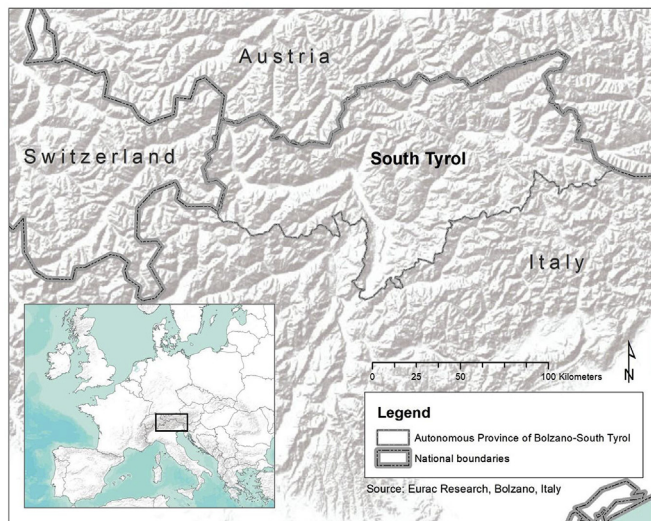 Austria
Switzerland
South Tyrol
Italy
0 25 50 100 Kilometers
N
Legend
Autonomous Province of Bolzano-South Tyrol
National boundaries
Source: Eurac Research, Bolzano, Italy